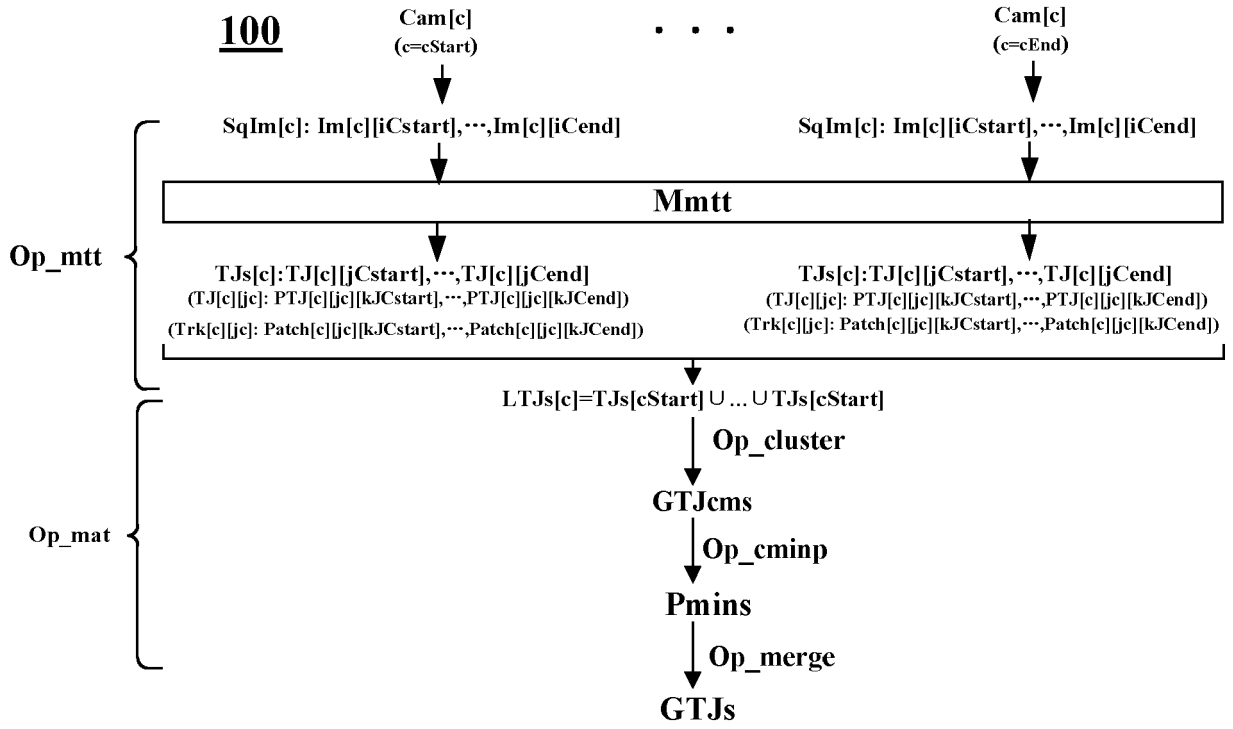 100
Cam[c]
(c=cStart)
. . .
Cam[c]
(c=cEnd)
SqIm[c]: Im[c][iCstart],···,Im[c][iCend]
SqIm[c]: Im[c][iCstart],···,Im[c][iCend]
Mmtt
Op_mtt
TJs[c]:TJ[c][jCstart],···,TJ[c][jCend]
(TJ[c][jc]: PTJ[c][jc][kJCstart],···,PTJ[c][jc][kJCend])
(Trk[c][jc]: Patch[c][jc][kJCstart],···,Patch[c][jc][kJCend])
TJs[c]:TJ[c][jCstart],···,TJ[c][jCend]
(TJ[c][jc]: PTJ[c][jc][kJCstart],···,PTJ[c][jc][kJCend])
(Trk[c][jc]: Patch[c][jc][kJCstart],···,Patch[c][jc][kJCend])
LTJs[c]=TJs[cStart]∪...∪TJs[cStart]
Op_cluster
GTJcms
Op_mat
Op_cminp
Pmins
Op_merge
GTJs